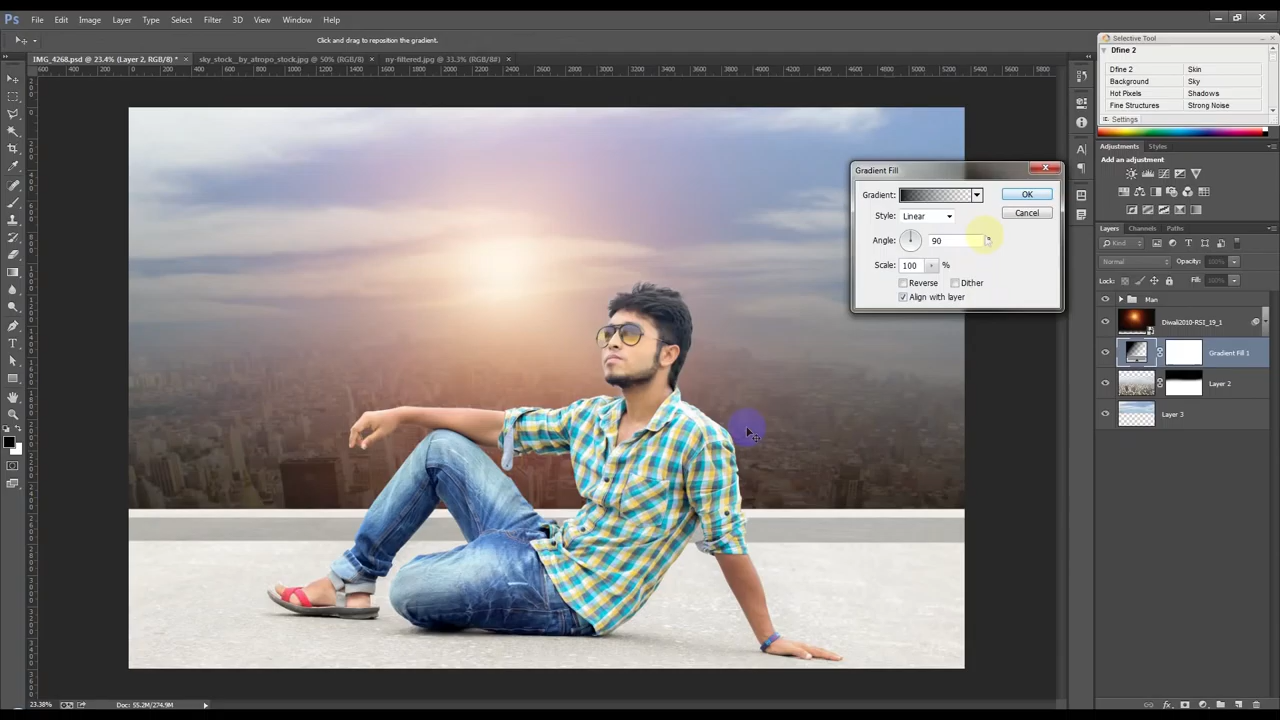 Ps File Edit Image Layer Type Select Filter 3D View Window Help
Click and drag to reposition the gradient.
IMG_4268.psd @ 23.4% (Layer 2, RGB/8) * × sky_stock__by_atropo_stock.jpg @ 50% (RGB/8) × ny-filtered.jpg @ 33.3% (RGB/8#) ×
Selective Tool
Dfine 2
Dfine 2 Skin
Background Sky
Hot Pixels Shadows
Fine Structures Strong Noise
Settings
Adjustments Styles
Add an adjustment
Layers Channels Paths
Kind
Normal Opacity: 100%
Lock: Fill: 100%
Man
Diwali2010-RSI_19_1
Gradient Fill 1
Layer 2
Layer 3
Gradient Fill
Gradient: OK
Style: Linear Cancel
Angle: 90
Scale: 100 %
Reverse Dither
Align with layer
23.38% Doc: 55.2M/274.9M